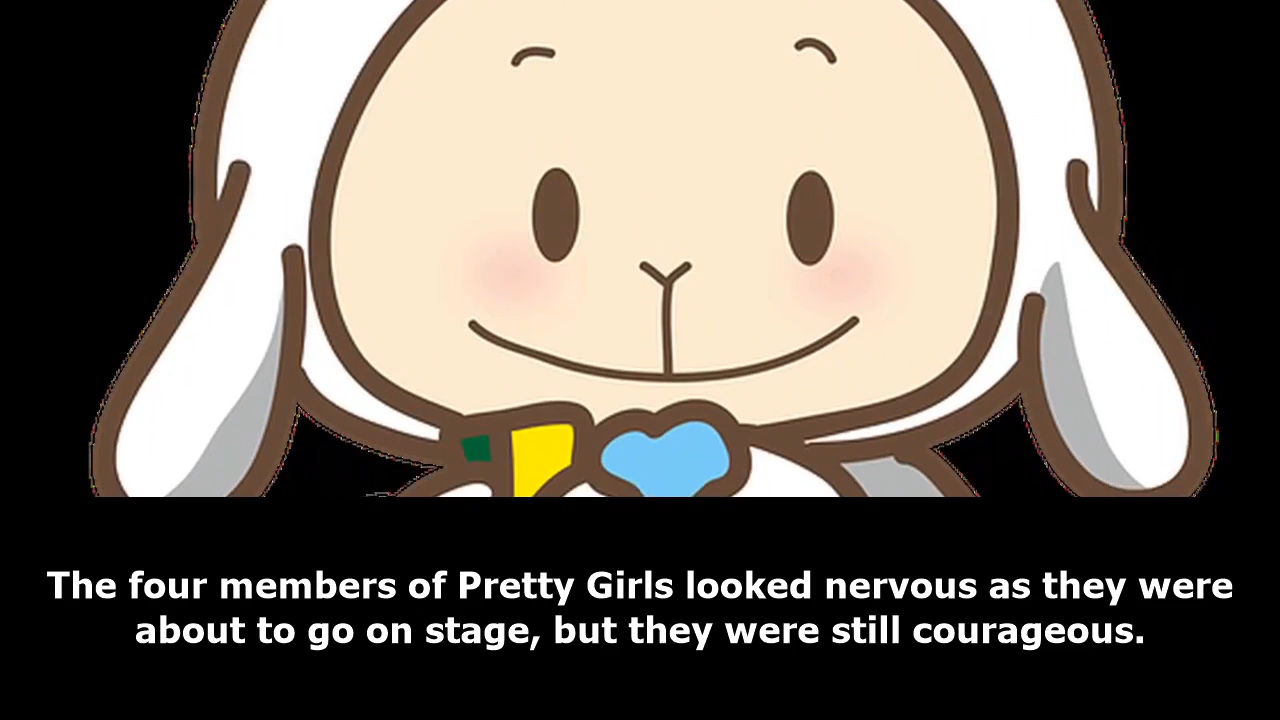 The four members of Pretty Girls looked nervous as they were
about to go on stage, but they were still courageous.